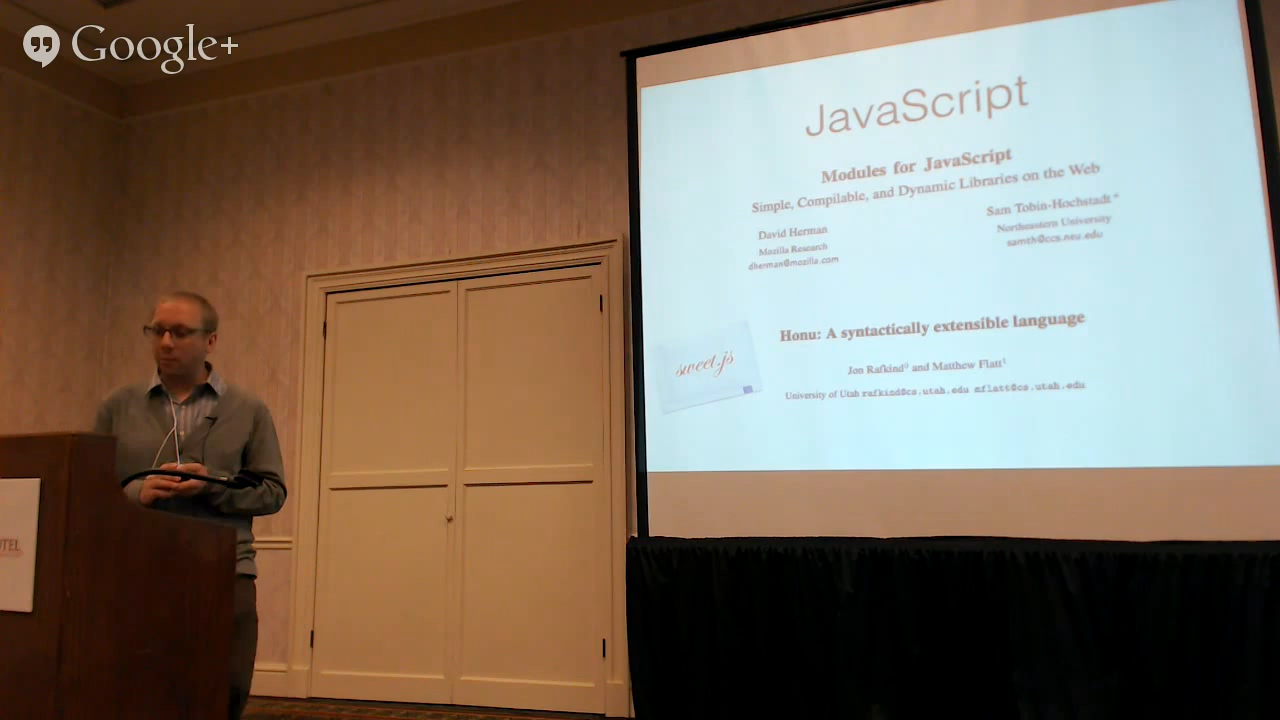 Google+
JavaScript
Modules for JavaScript
Simple, Compilable, and Dynamic Libraries on the Web
David Herman
Mozilla Research
dherman@mozilla.com
Sam Tobin-Hochstadt *
Northeastern University
samth@ccs.neu.edu
sweet.js
Honu: A syntactically extensible language
Jon Rafkind and Matthew Flatt
University of Utah rafkind@cs.utah.edu mflatt@cs.utah.edu